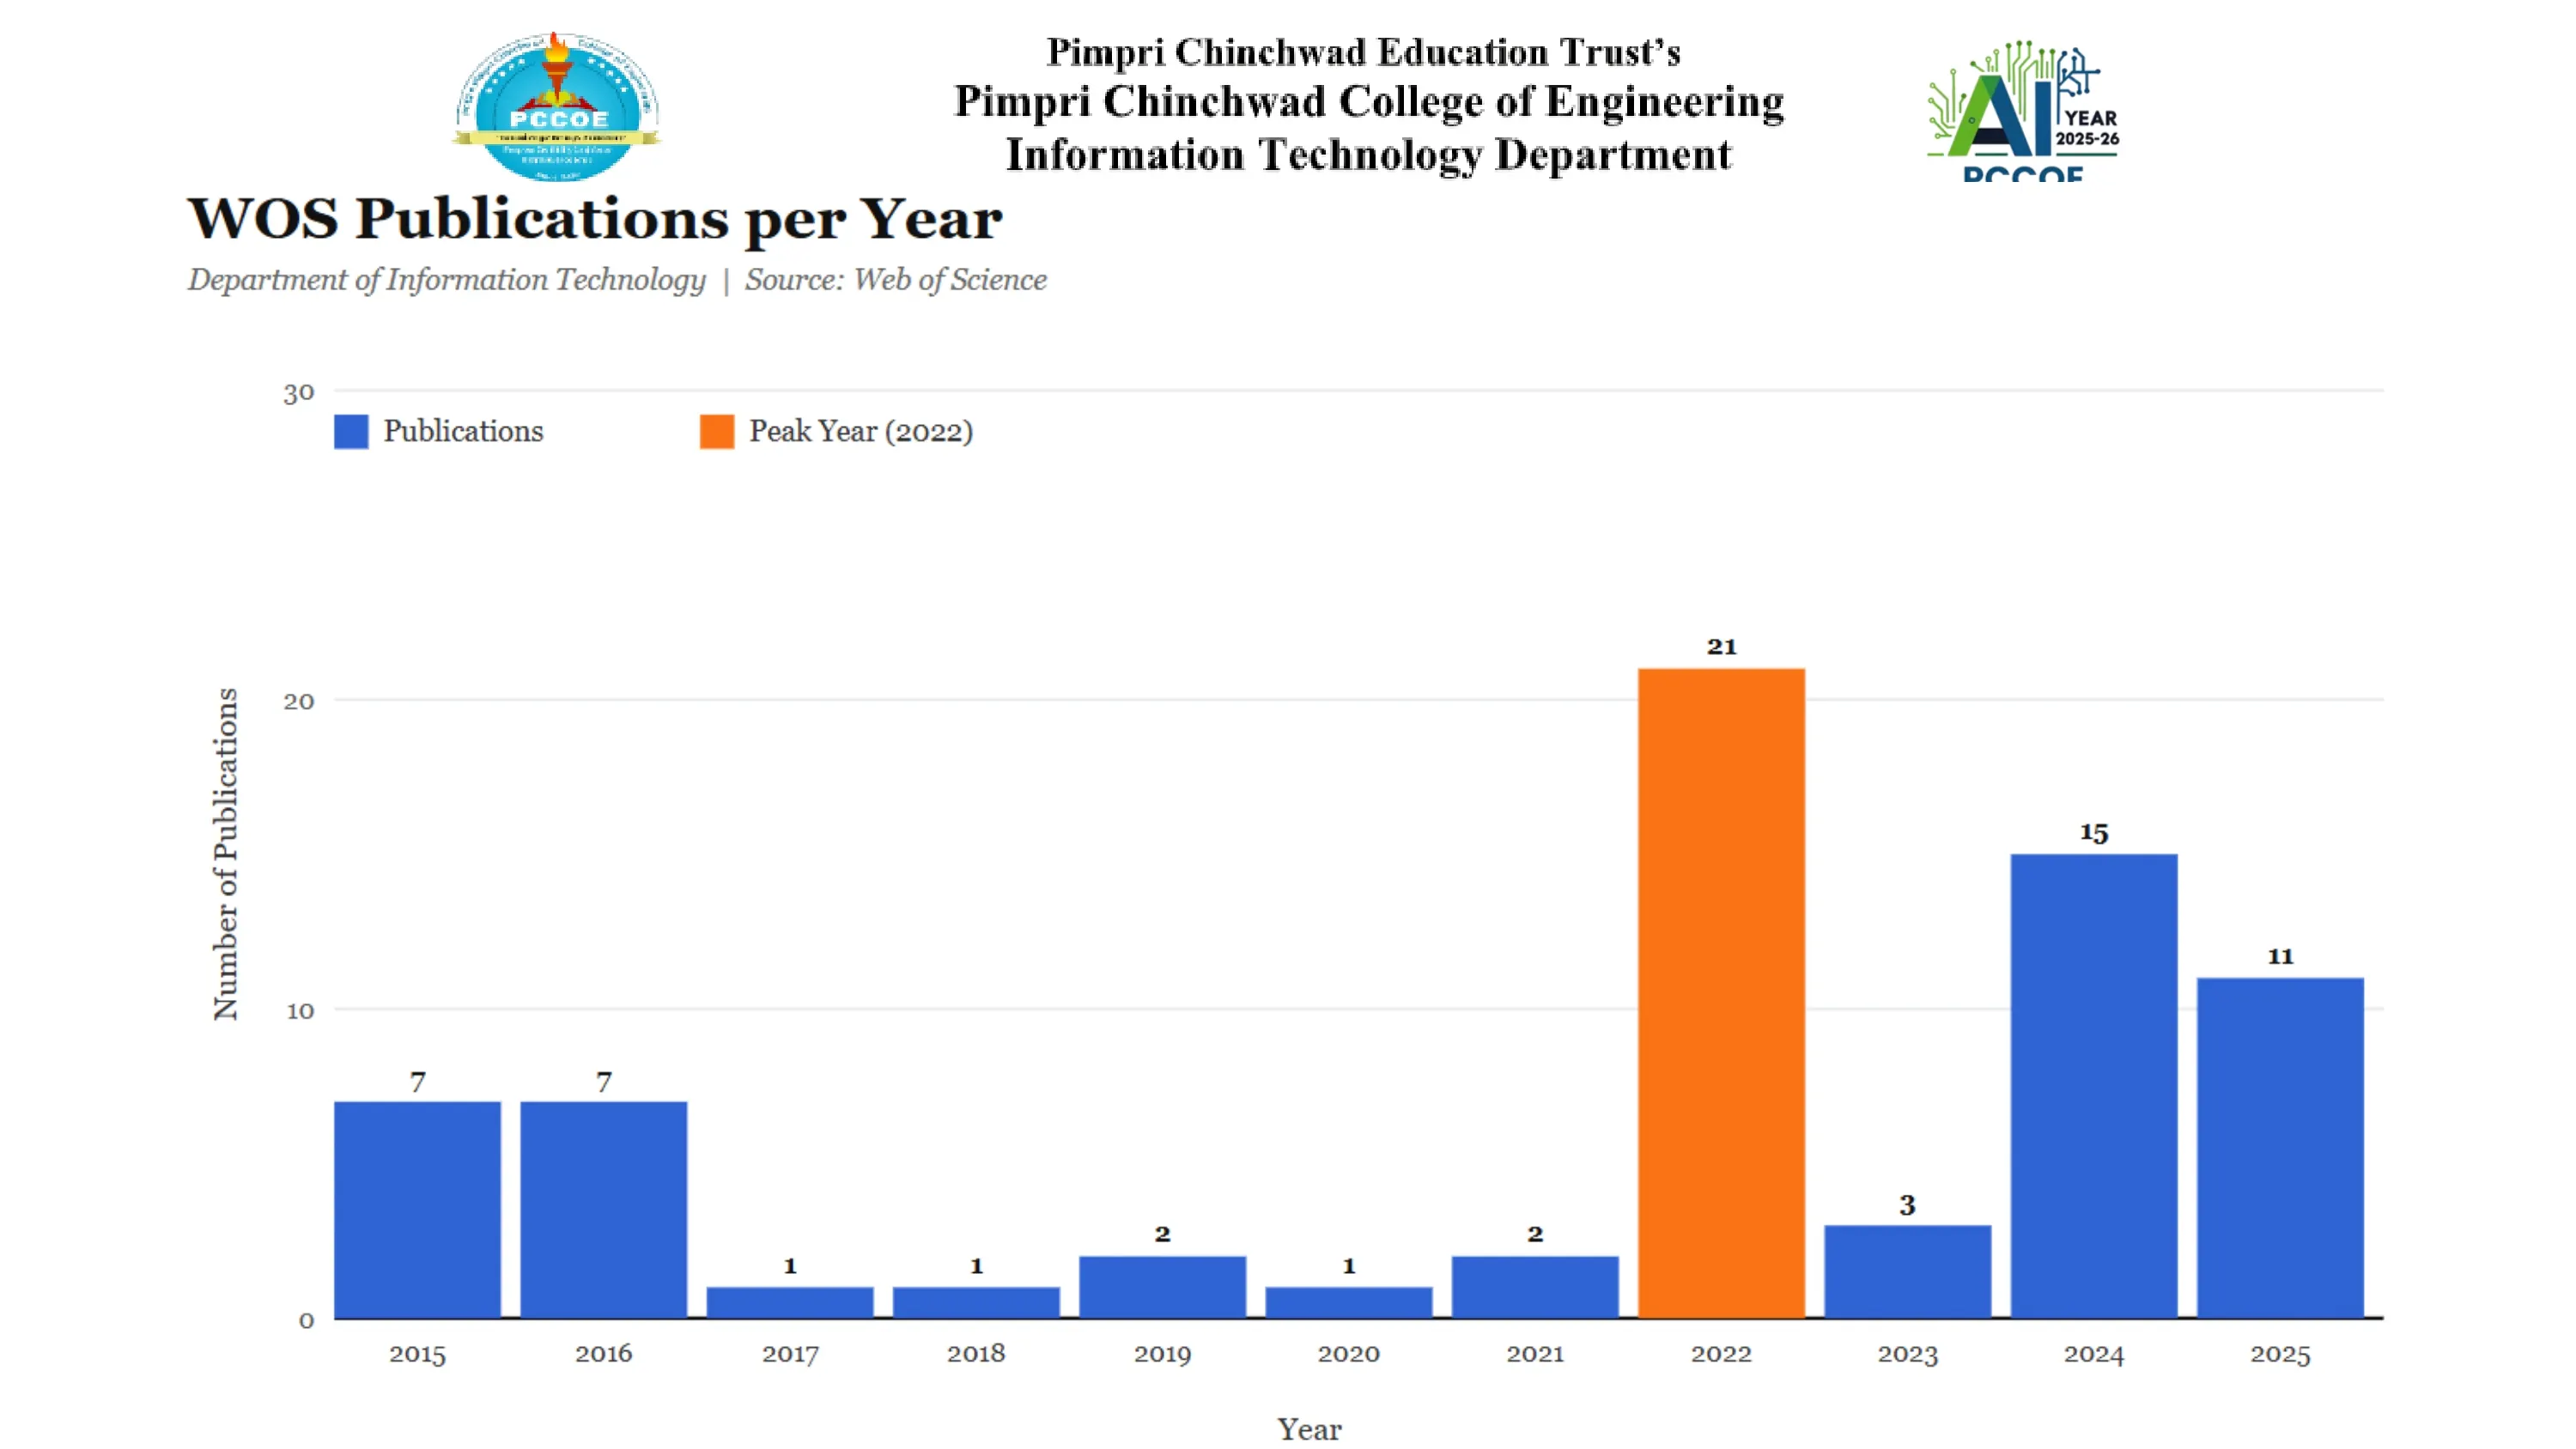 Pimpri Chinchwad Education Trust's
Pimpri Chinchwad College of Engineering
Information Technology Department
PCCOE
AI
YEAR
2025-26
PCCOE
WOS Publications per Year
Department of Information Technology | Source: Web of Science
30
Publications
Peak Year (2022)
20
10
0
Number of Publications
7
7
1
1
2
1
2
21
3
15
11
2015
2016
2017
2018
2019
2020
2021
2022
2023
2024
2025
Year